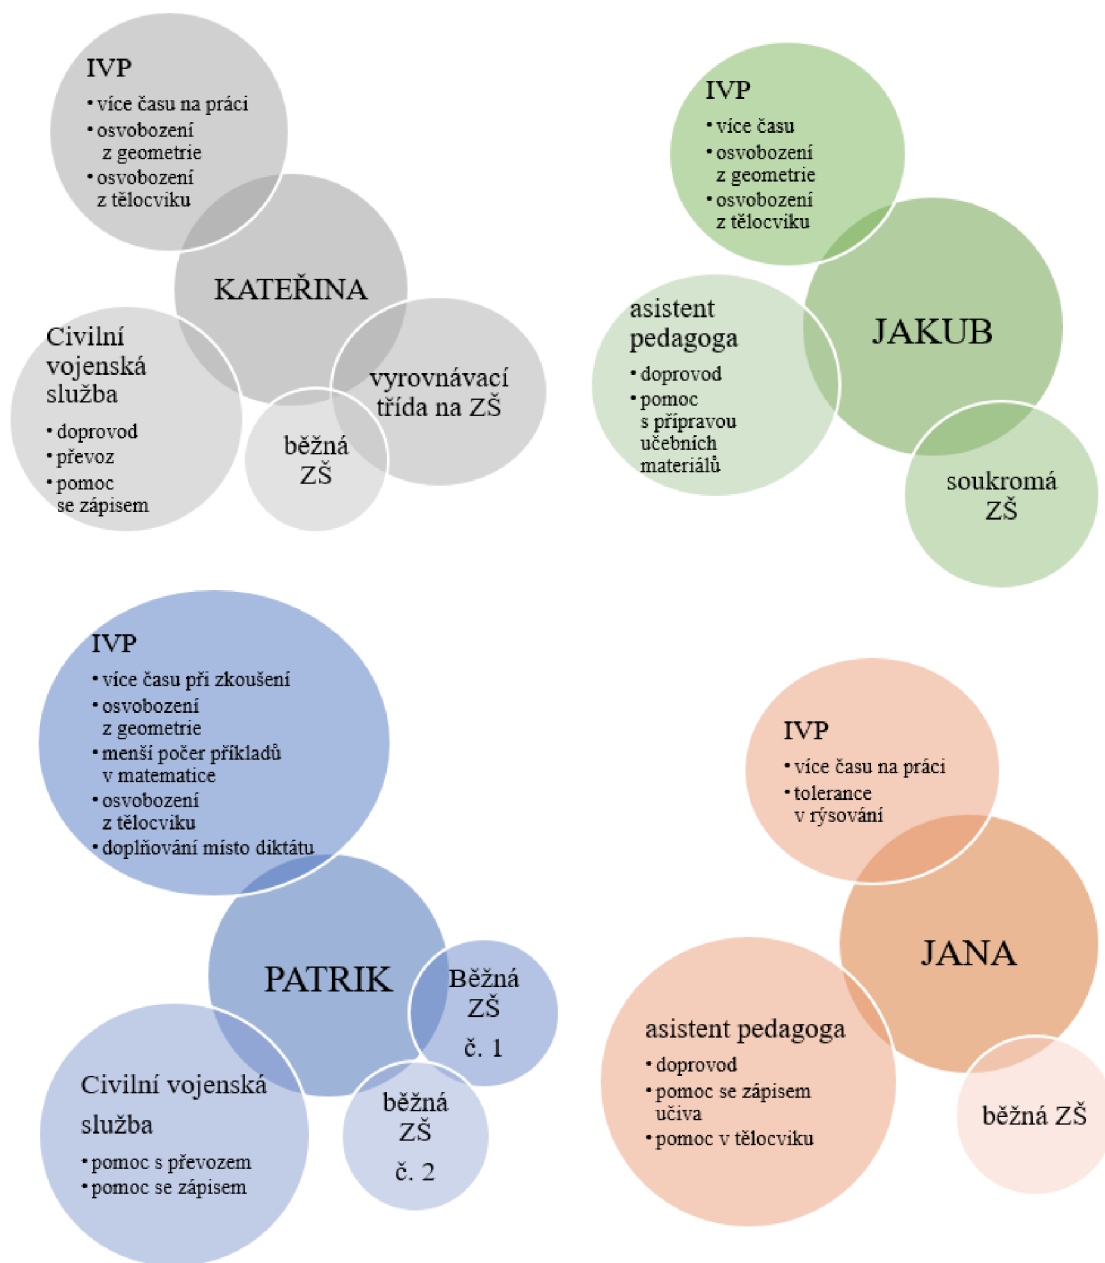 IVP
• více času na práci
• osvobození
z geometrie
• osvobození
z tělocviku
KATEŘINA
Civilní
vojenská
služba
• doprovod
• převoz
• pomoc
se zápisem
běžná
ZŠ
vyrovnávací
třída na ZŠ
IVP
• více času
• osvobození
z geometrie
• osvobození
z tělocviku
JAKUB
asistent
pedagoga
• doprovod
• pomoc
s přípravou
učebních
materiálů
soukromá
ZŠ
IVP
• více času při zkoušení
• osvobození
z geometrie
• menší počer příkladů
v matematice
• osvobození
z tělocviku
• doplňování místo diktátu
PATRIK
Běžná
ZŠ
č. 1
běžná
ZŠ
č. 2
Civilní vojenská
služba
• pomoc s převozem
• pomoc se zápisem
IVP
• více času na práci
• tolerance
v rýsování
JANA
asistent pedagoga
• doprovod
• pomoc se zápisem
učiva
• pomoc v tělocviku
běžná ZŠ